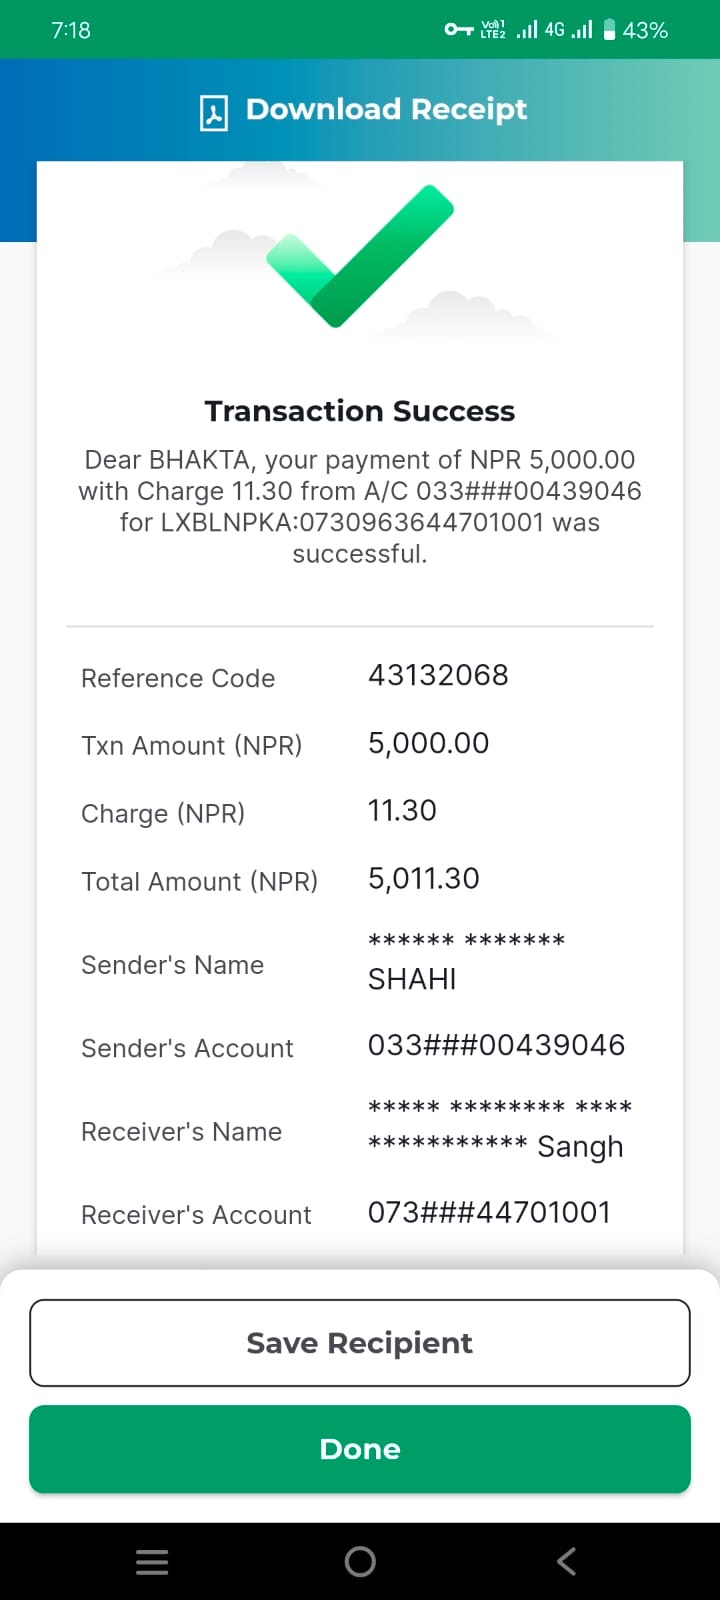 7:18
Vo) 1
LTE2
4G
43%
Download Receipt
Transaction Success
Dear BHAKTA, your payment of NPR 5,000.00
with Charge 11.30 from A/C 033###00439046
for LXBLNPKA:0730963644701001 was
successful.
Reference Code 43132068
Txn Amount (NPR) 5,000.00
Charge (NPR) 11.30
Total Amount (NPR) 5,011.30
Sender's Name ****** *******
SHAHI
Sender's Account 033###00439046
Receiver's Name ***** ******** ****
*********** Sangh
Receiver's Account 073###44701001
Save Recipient
Done